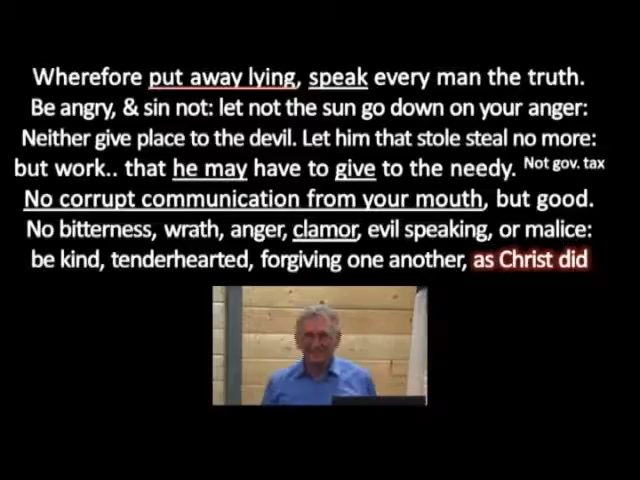 Wherefore put away lying, speak every man the truth.
Be angry, & sin not: let not the sun go down on your anger:
Neither give place to the devil. Let him that stole steal no more:
but work.. that he may have to give to the needy. Not gov. tax
No corrupt communication from your mouth, but good.
No bitterness, wrath, anger, clamor, evil speaking, or malice:
be kind, tenderhearted, forgiving one another, as Christ did